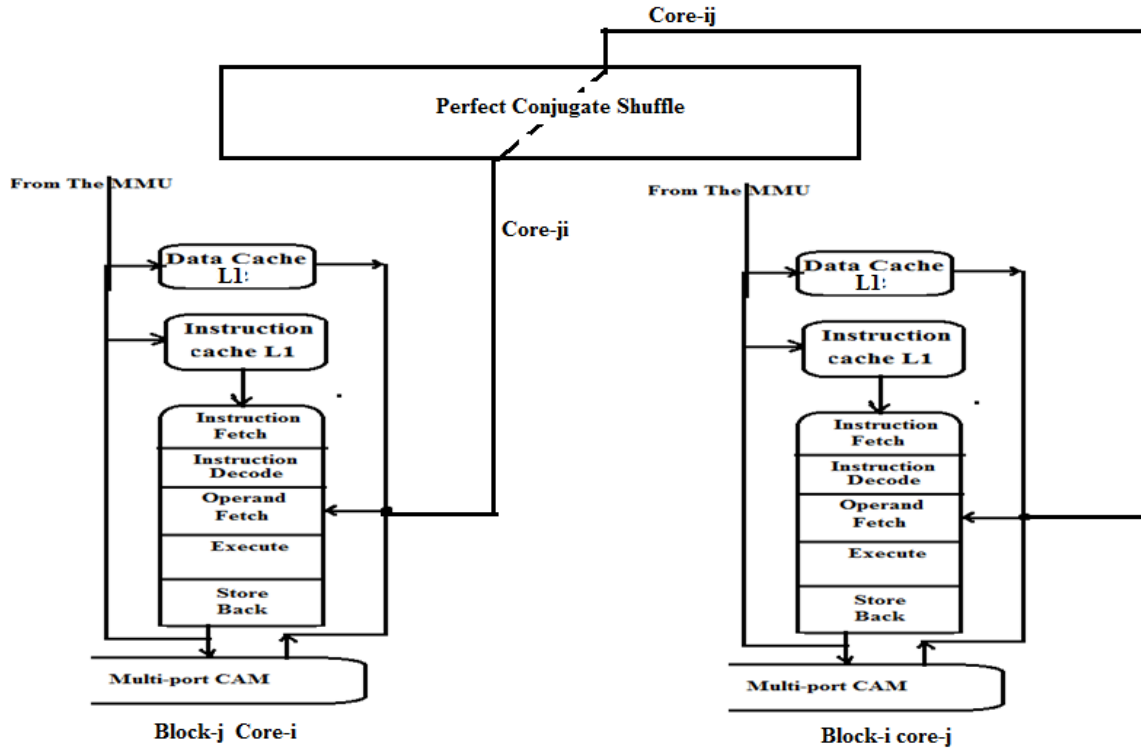 Core-ij
Perfect Conjugate Shuffle
From The MMU
Core-ji
Data Cache
L1:
Instruction
cache L1
Instruction
Fetch
Instruction
Decode
Operand
Fetch
Execute
Store
Back
Multi-port CAM
Block-j Core-i
From The MMU
Data Cache
L1:
Instruction
cache L1
Instruction
Fetch
Instruction
Decode
Operand
Fetch
Execute
Store
Back
Multi-port CAM
Block-i core-j